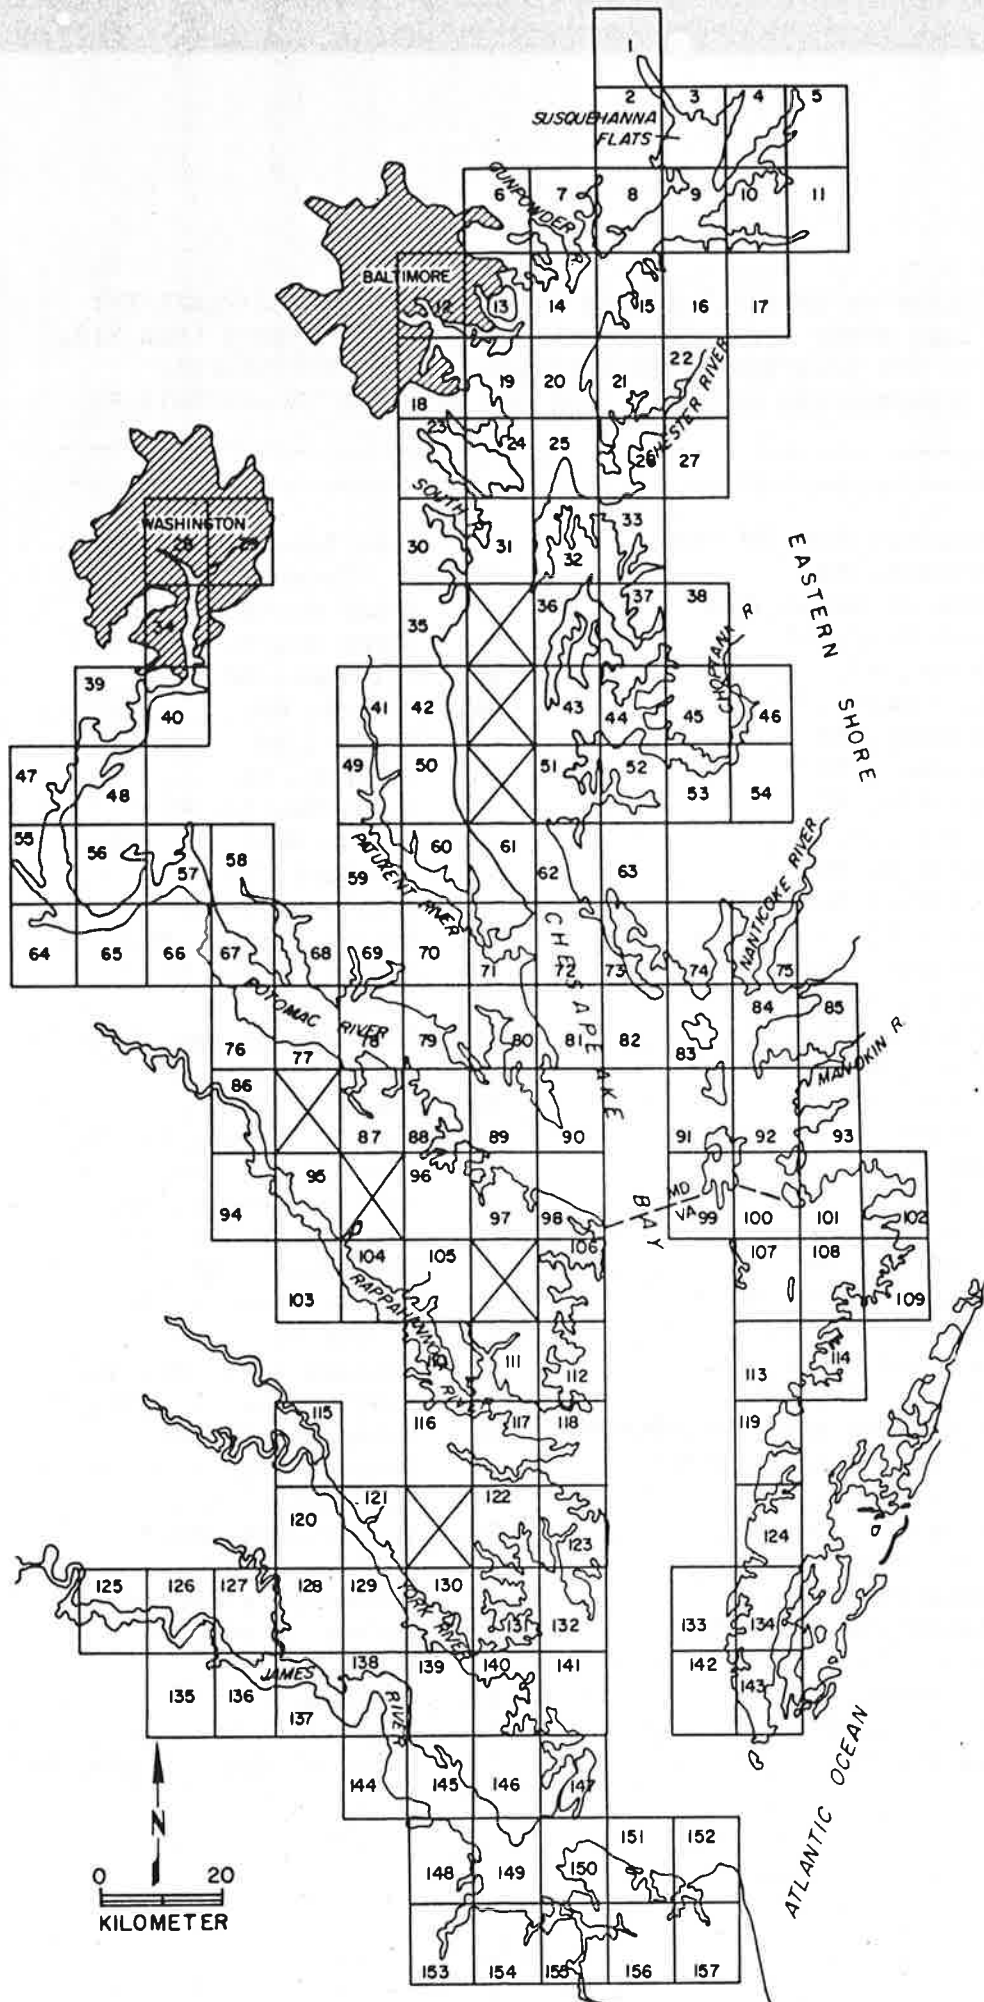 1
2 3 4 5
SUSQUEHANNA
FLATS
6 7 8 9 10 11
GUNPOWDER R.
BALTIMORE
12 13 14 15 16 17
18 19 20 21 22
CHESTER RIVER
23 24 25 26 27
SOUTH
WASHINGTON
28 29
30 31 32 33
34
35 36 37 38
CHOPTANK R
EASTERN SHORE
39 40
41 42 43 44 45 46
47 48
49 50 51 52 53 54
55 56 57 58
59 60 61 62 63
PATUXENT RIVER
NANTICOKE RIVER
64 65 66 67 68 69 70 71 72 73 74 75
CHESAPEAKE
BAY
POTOMAC RIVER
76 77 78 79 80 81 82 83 84 85
MANOKIN R.
86 87 88 89 90 91 92 93
94 95 96 97 98 99 100 101 102
MD
VA
103 104 105 106 107 108 109
RAPPAHANNOCK RIVER
110 111 112 113 114
115 116 117 118 119
120 121 122 123 124
125 126 127 128 129 130 131 132 133 134
YORK RIVER
JAMES RIVER
135 136 137 138 139 140 141 142 143
144 145 146 147
ATLANTIC OCEAN
148 149 150 151 152
153 154 155 156 157
N
0 20
KILOMETER